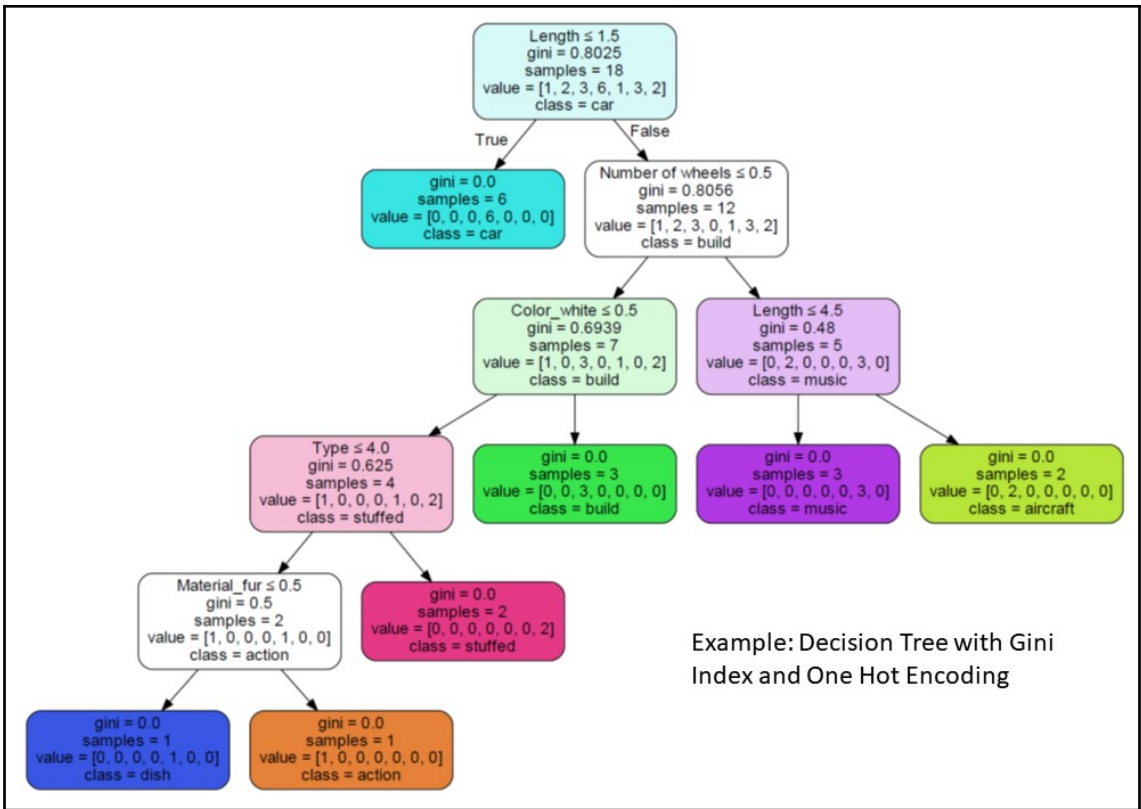 Length ≤ 1.5
gini = 0.8025
samples = 18
value = [1, 2, 3, 6, 1, 3, 2]
class = car
True
False
gini = 0.0
samples = 6
value = [0, 0, 0, 6, 0, 0, 0]
class = car
Number of wheels ≤ 0.5
gini = 0.8056
samples = 12
value = [1, 2, 3, 0, 1, 3, 2]
class = build
Color_white ≤ 0.5
gini = 0.6939
samples = 7
value = [1, 0, 3, 0, 1, 0, 2]
class = build
Length ≤ 4.5
gini = 0.48
samples = 5
value = [0, 2, 0, 0, 0, 3, 0]
class = music
Type ≤ 4.0
gini = 0.625
samples = 4
value = [1, 0, 0, 0, 1, 0, 2]
class = stuffed
gini = 0.0
samples = 3
value = [0, 0, 3, 0, 0, 0, 0]
class = build
gini = 0.0
samples = 3
value = [0, 0, 0, 0, 0, 3, 0]
class = music
gini = 0.0
samples = 2
value = [0, 2, 0, 0, 0, 0, 0]
class = aircraft
Material_fur ≤ 0.5
gini = 0.5
samples = 2
value = [1, 0, 0, 0, 1, 0, 0]
class = action
gini = 0.0
samples = 2
value = [0, 0, 0, 0, 0, 0, 2]
class = stuffed
Example: Decision Tree with Gini
Index and One Hot Encoding
gini = 0.0
samples = 1
value = [0, 0, 0, 0, 1, 0, 0]
class = dish
gini = 0.0
samples = 1
value = [1, 0, 0, 0, 0, 0, 0]
class = action